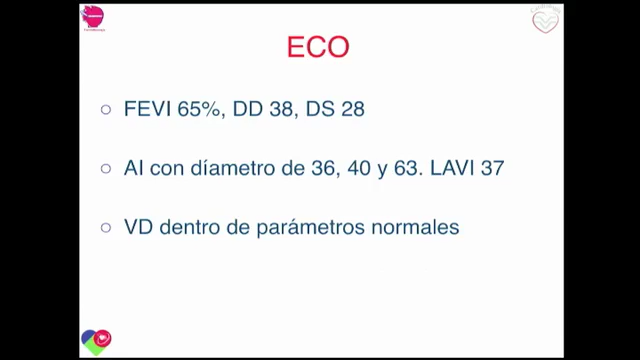 ECO
FEVI 65%, DD 38, DS 28
AI con díametro de 36, 40 y 63. LAVI 37
VD dentro de parámetros normales